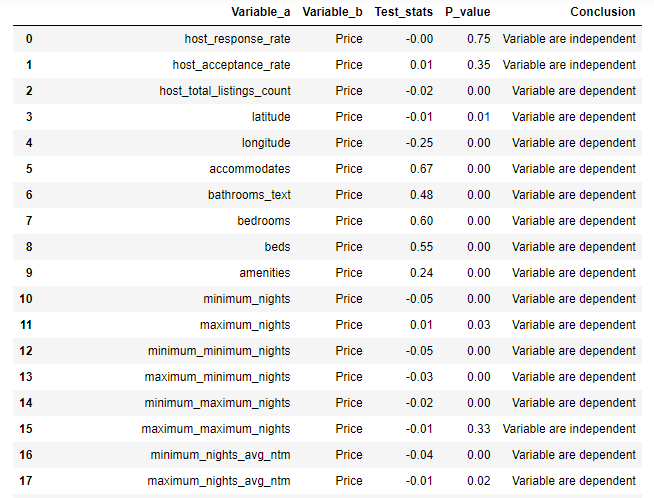 Variable_a Variable_b Test_stats P_value Conclusion
0 host_response_rate Price -0.00 0.75 Variable are independent
1 host_acceptance_rate Price 0.01 0.35 Variable are independent
2 host_total_listings_count Price -0.02 0.00 Variable are dependent
3 latitude Price -0.01 0.01 Variable are dependent
4 longitude Price -0.25 0.00 Variable are dependent
5 accommodates Price 0.67 0.00 Variable are dependent
6 bathrooms_text Price 0.48 0.00 Variable are dependent
7 bedrooms Price 0.60 0.00 Variable are dependent
8 beds Price 0.55 0.00 Variable are dependent
9 amenities Price 0.24 0.00 Variable are dependent
10 minimum_nights Price -0.05 0.00 Variable are dependent
11 maximum_nights Price 0.01 0.03 Variable are dependent
12 minimum_minimum_nights Price -0.05 0.00 Variable are dependent
13 maximum_minimum_nights Price -0.03 0.00 Variable are dependent
14 minimum_maximum_nights Price -0.02 0.00 Variable are dependent
15 maximum_maximum_nights Price -0.01 0.33 Variable are independent
16 minimum_nights_avg_ntm Price -0.04 0.00 Variable are dependent
17 maximum_nights_avg_ntm Price -0.01 0.02 Variable are dependent